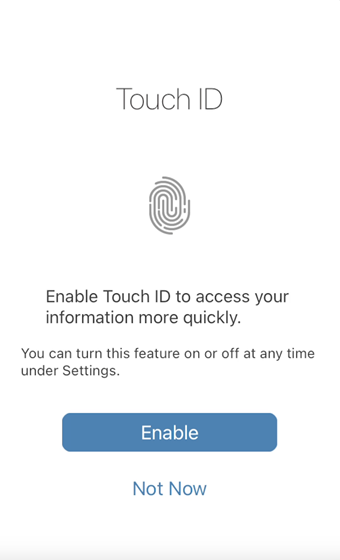 Touch ID
Enable Touch ID to access your
information more quickly.
You can turn this feature on or off at any time
under Settings.
Enable
Not Now